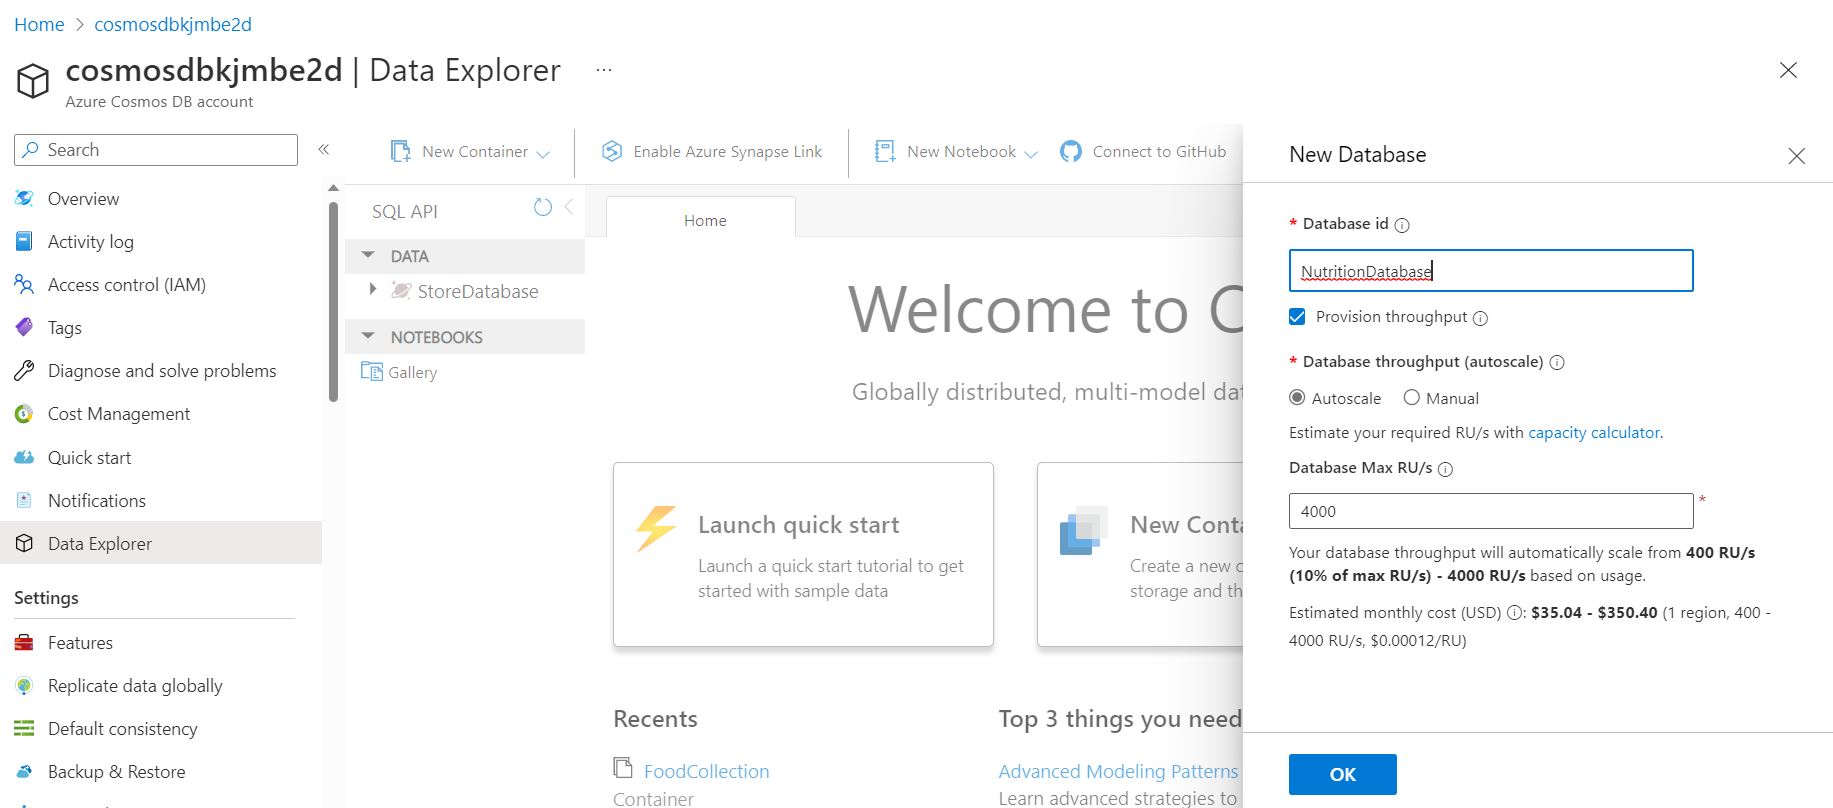 Home > cosmosdbkjmbe2d
cosmosdbkjmbe2d | Data Explorer ...
Azure Cosmos DB account
Search
Overview
Activity log
Access control (IAM)
Tags
Diagnose and solve problems
Cost Management
Quick start
Notifications
Data Explorer
Settings
Features
Replicate data globally
Default consistency
Backup & Restore
New Container
Enable Azure Synapse Link
New Notebook
Connect to GitHub
SQL API
DATA
StoreDatabase
NOTEBOOKS
Gallery
Home
Welcome to
Globally distributed, multi-model
Launch quick start
Launch a quick start tutorial to get
started with sample data
New
Create a new
storage and
Recents
FoodCollection
Container
Top 3 things you need
Advanced Modeling Patterns
Learn advanced strategies to
New Database
* Database id
NutritionDatabase
Provision throughput
* Database throughput (autoscale)
Autoscale Manual
Estimate your required RU/s with capacity calculator.
Database Max RU/s
4000 *
Your database throughput will automatically scale from 400 RU/s
(10% of max RU/s) - 4000 RU/s based on usage.
Estimated monthly cost (USD) : $35.04 - $350.40 (1 region, 400 -
4000 RU/s, $0.00012/RU)
OK